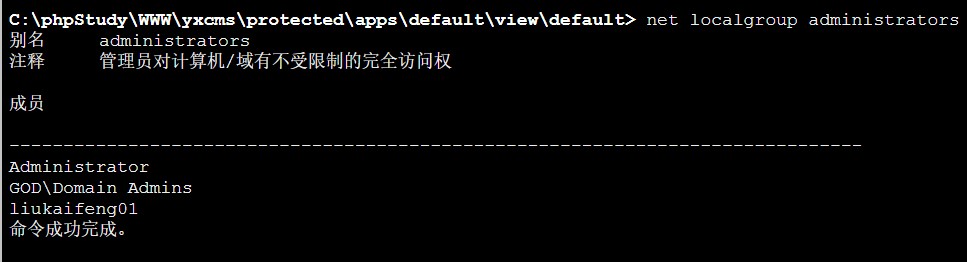 C:\phpStudy\WWW\yxcms\protected\apps\default\view\default> net localgroup administrators
别名     administrators
注释     管理员对计算机/域有不受限制的完全访问权
成员
-------------------------------------------------------------------------------
Administrator
GOD\Domain Admins
liukaifeng01
命令成功完成。